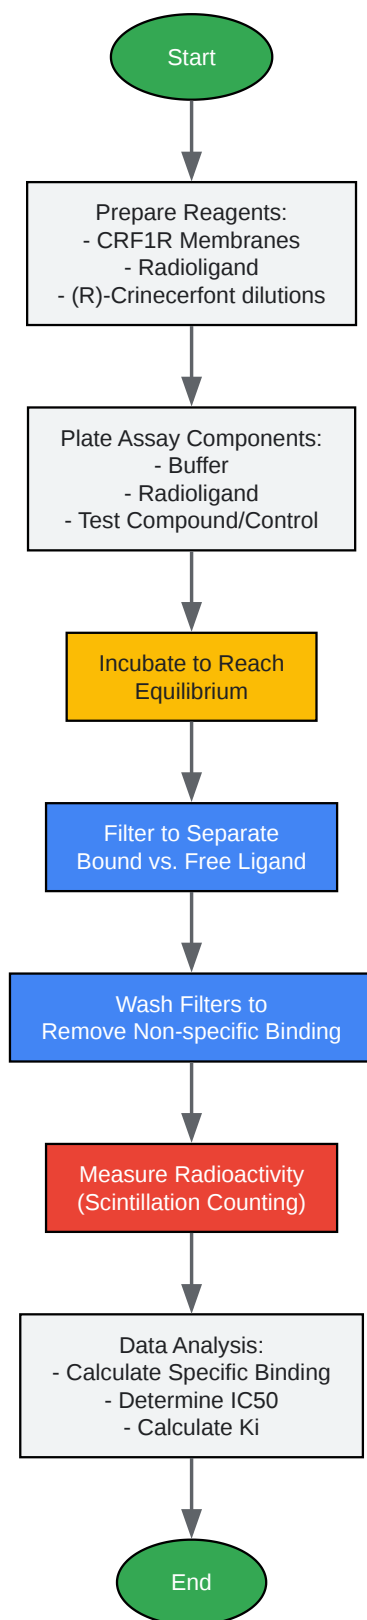 Start
Prepare Reagents:
- CRF1R Membranes
- Radioligand
- (R)-Crinecerfont dilutions
Plate Assay Components:
- Buffer
- Radioligand
- Test Compound/Control
Incubate to Reach
Equilibrium
Filter to Separate
Bound vs. Free Ligand
Wash Filters to
Remove Non-specific Binding
Measure Radioactivity
(Scintillation Counting)
Data Analysis:
- Calculate Specific Binding
- Determine IC50
- Calculate Ki
End